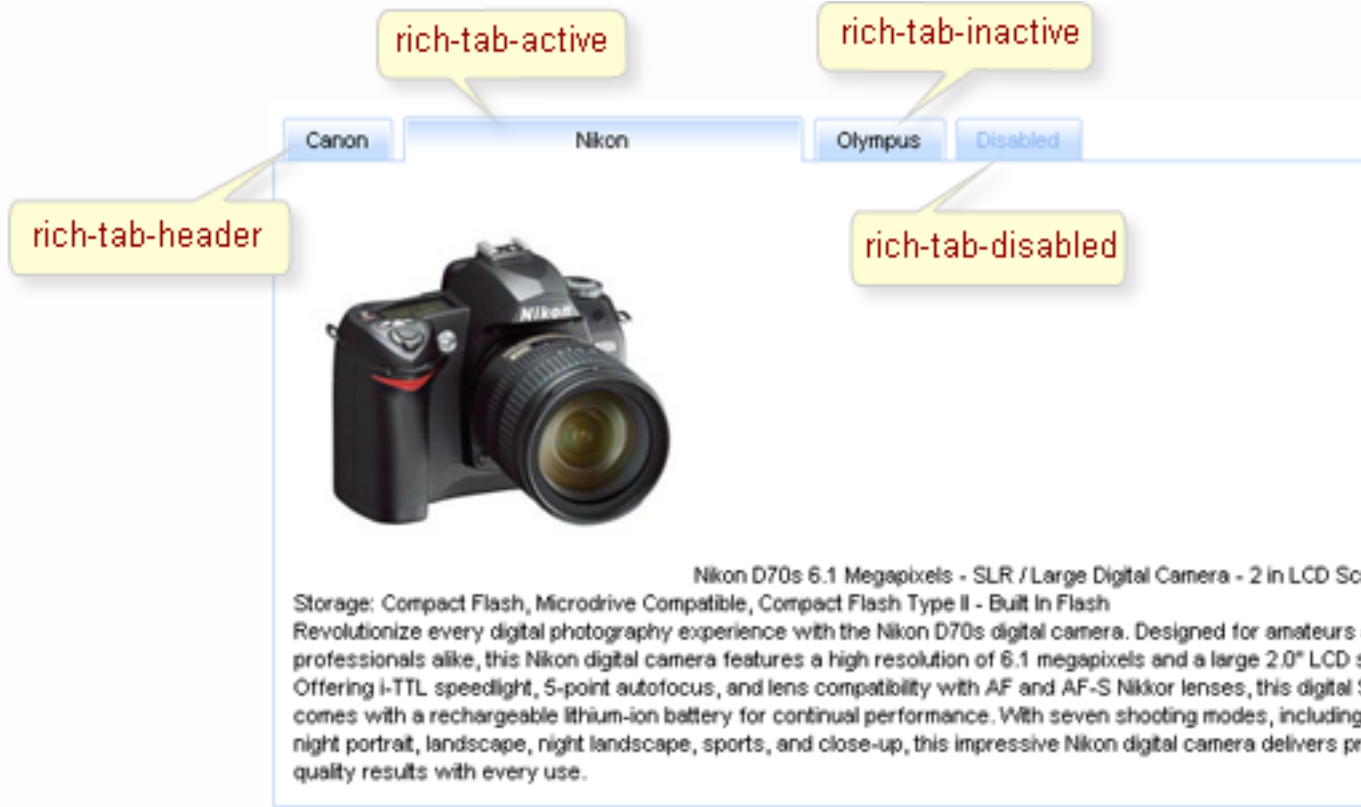 rich-tab-active
rich-tab-inactive
Canon
Nikon
Olympus
Disabled
rich-tab-header
rich-tab-disabled
Nikon
Nikon D70s 6.1 Megapixels - SLR / Large Digital Camera - 2 in LCD Sc
Storage: Compact Flash, Microdrive Compatible, Compact Flash Type II - Built In Flash
Revolutionize every digital photography experience with the Nikon D70s digital camera. Designed for amateurs
professionals alike, this Nikon digital camera features a high resolution of 6.1 megapixels and a large 2.0" LCD s
Offering i-TTL speedlight, 5-point autofocus, and lens compatibility with AF and AF-S Nikkor lenses, this digital S
comes with a rechargeable lithium-ion battery for continual performance. With seven shooting modes, including
night portrait, landscape, night landscape, sports, and close-up, this impressive Nikon digital camera delivers pr
quality results with every use.